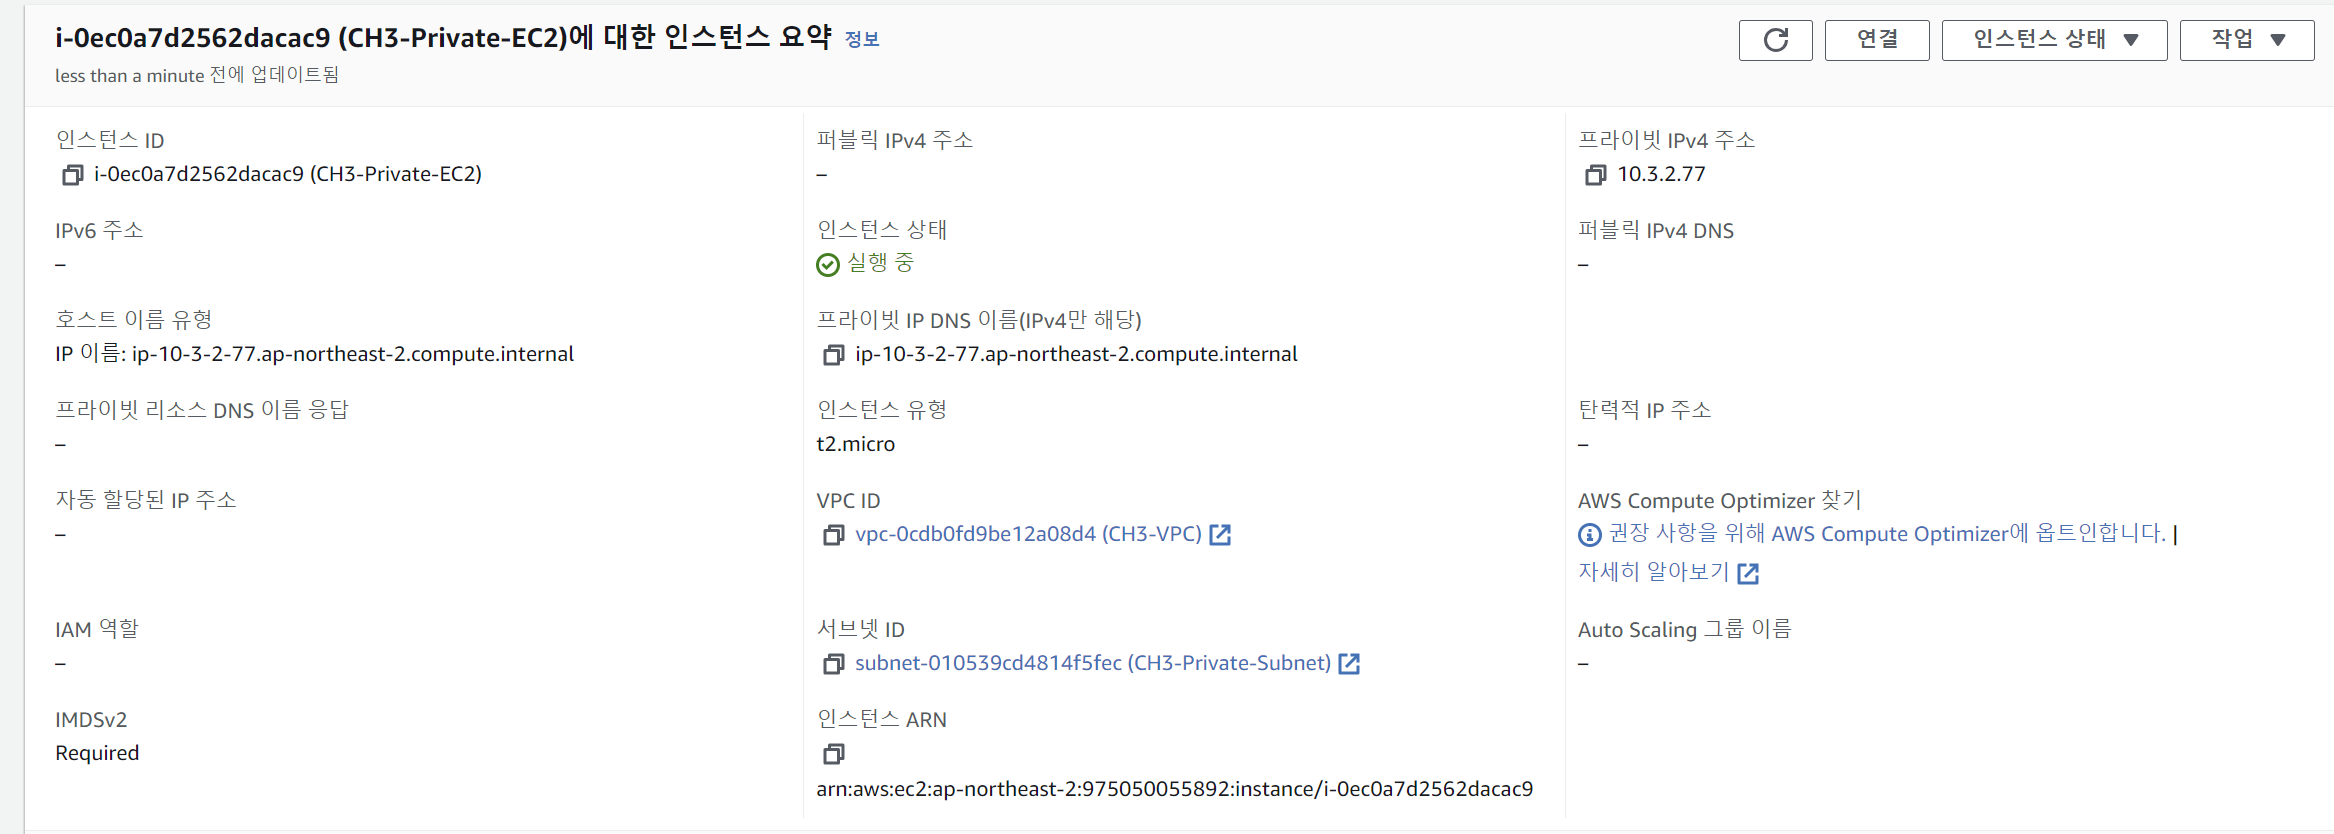 i-0ec0a7d2562dacac9 (CH3-Private-EC2)에 대한 인스턴스 요약 정보
less than a minute 전에 업데이트됨
연결
인스턴스 상태
작업
인스턴스 ID
i-0ec0a7d2562dacac9 (CH3-Private-EC2)
퍼블릭 IPv4 주소
–
프라이빗 IPv4 주소
10.3.2.77
IPv6 주소
–
인스턴스 상태
실행 중
퍼블릭 IPv4 DNS
–
호스트 이름 유형
IP 이름: ip-10-3-2-77.ap-northeast-2.compute.internal
프라이빗 IP DNS 이름(IPv4만 해당)
ip-10-3-2-77.ap-northeast-2.compute.internal
프라이빗 리소스 DNS 이름 응답
–
인스턴스 유형
t2.micro
탄력적 IP 주소
–
자동 할당된 IP 주소
–
VPC ID
vpc-0cdb0fd9be12a08d4 (CH3-VPC)
AWS Compute Optimizer 찾기
권장 사항을 위해 AWS Compute Optimizer에 옵트인합니다. |
자세히 알아보기
IAM 역할
–
서브넷 ID
subnet-010539cd4814f5fec (CH3-Private-Subnet)
Auto Scaling 그룹 이름
–
IMDSv2
Required
인스턴스 ARN
arn:aws:ec2:ap-northeast-2:975050055892:instance/i-0ec0a7d2562dacac9